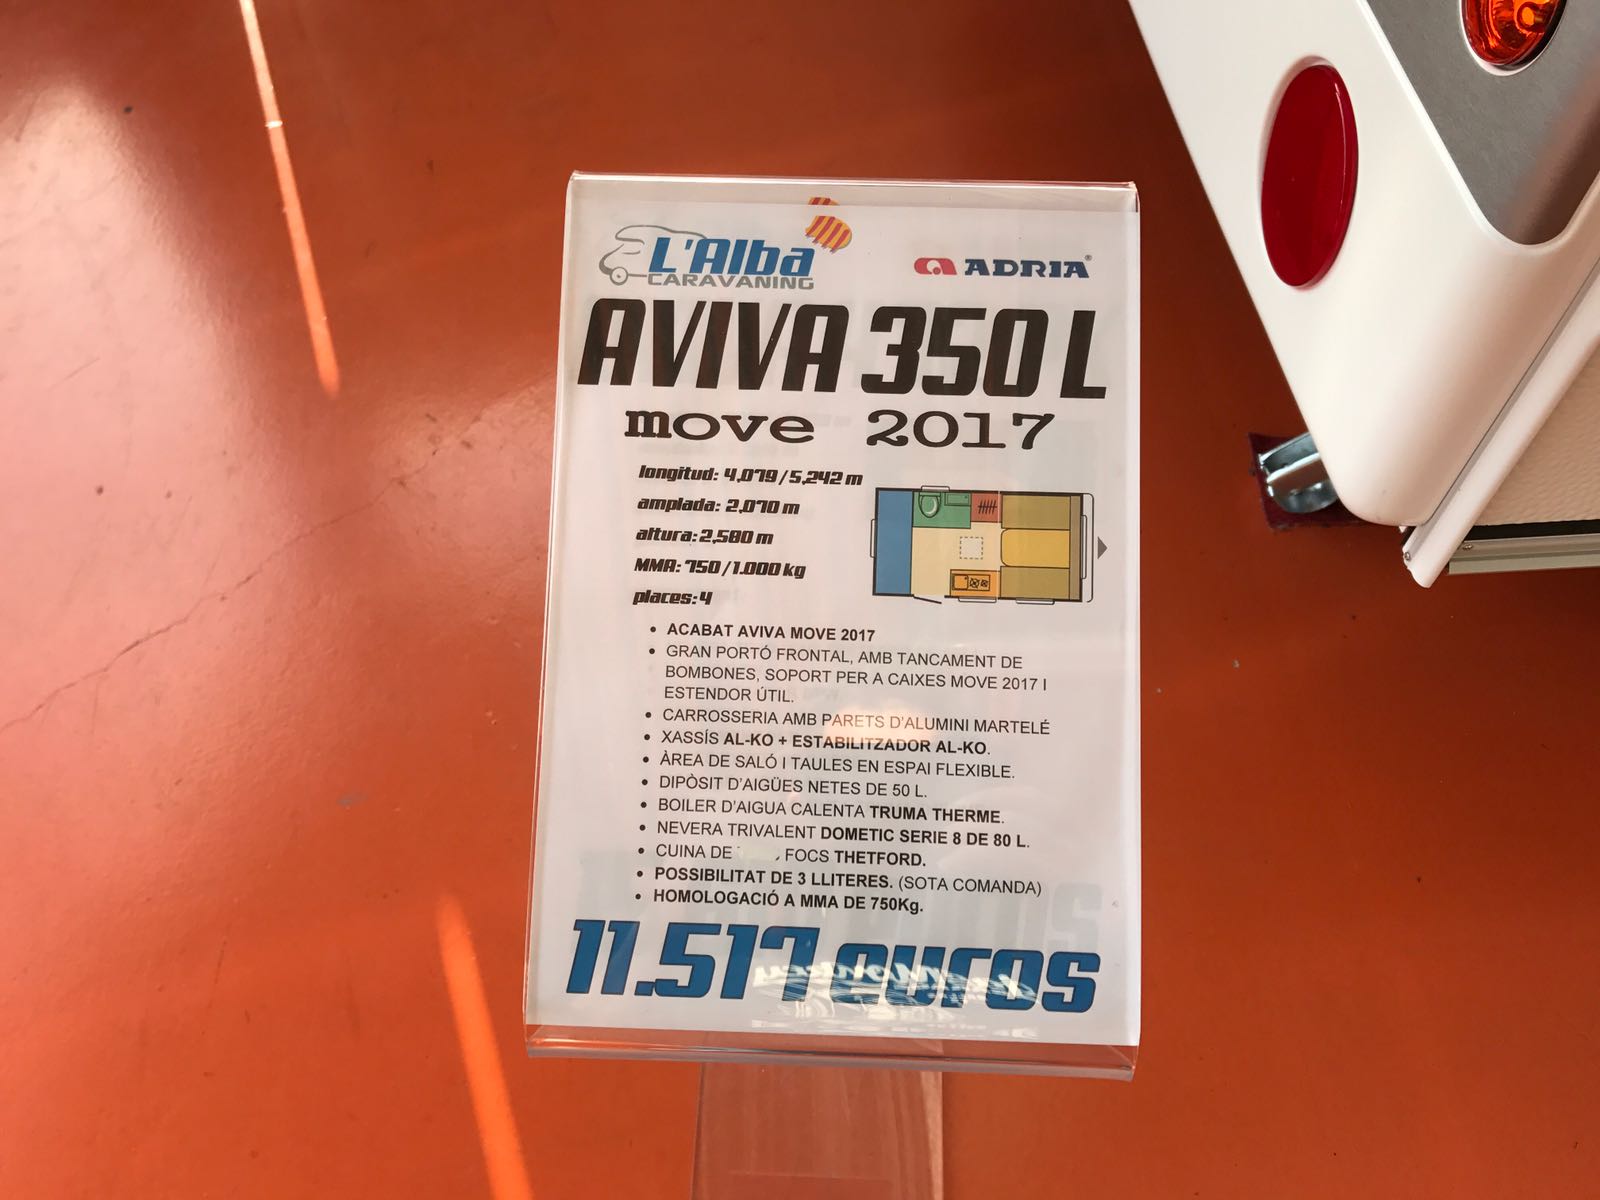 L'Alba
CARAVANING
ADRIA®
AVIVA 350 L
move 2017
longitud: 4,079/5,242 m
amplada: 2,070 m
altura: 2,580 m
MMA: 750/1.000 kg
places: 4
• ACABAT AVIVA MOVE 2017
• GRAN PORTÓ FRONTAL, AMB TANCAMENT DE
BOMBONES, SOPORT PER A CAIXES MOVE 2017 I
ESTENDOR ÚTIL.
• CARROSSERIA AMB PARETS D'ALUMINI MARTELÉ
• XASSÍS AL-KO + ESTABILITZADOR AL-KO.
• ÀREA DE SALÓ I TAULES EN ESPAI FLEXIBLE.
• DIPÒSIT D'AIGÜES NETES DE 50 L.
• BOILER D'AIGUA CALENTA TRUMA THERME.
• NEVERA TRIVALENT DOMETIC SERIE 8 DE 80 L.
• CUINA DE FOCS THETFORD.
• POSSIBILITAT DE 3 LLITERES. (SOTA COMANDA)
• HOMOLOGACIÓ A MMA DE 750Kg.
11.517 euros